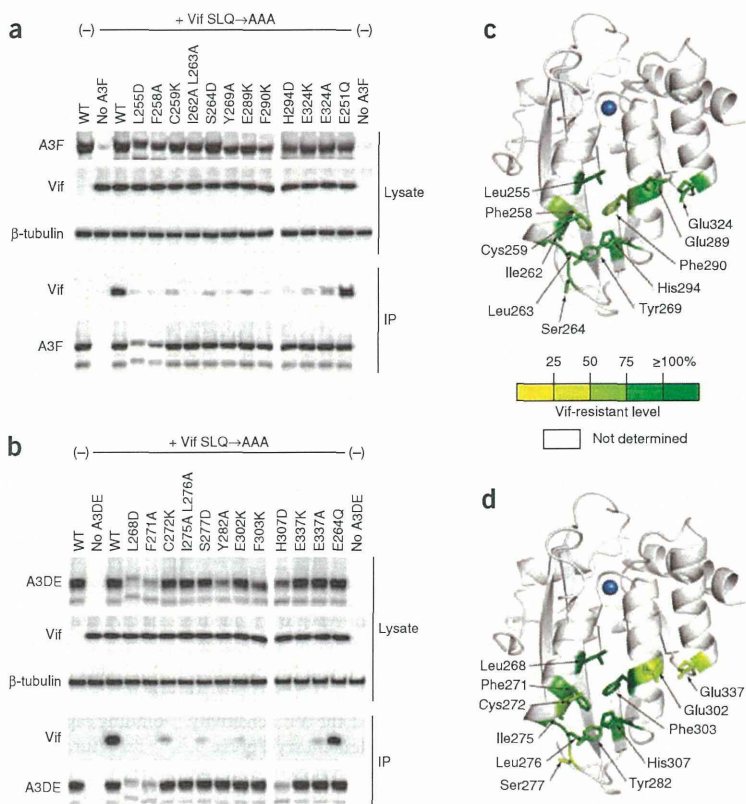 a
+ Vif SLQ→AAA
(–)
(–)
WT
No A3F
WT
L255D
F258A
C259K
I262A L263A
S264D
Y269A
E289K
F290K
H294D
E324K
E324A
E251Q
No A3F
A3F
Vif
β-tubulin
Lysate
Vif
A3F
IP
b
+ Vif SLQ→AAA
(–)
(–)
WT
No A3DE
WT
L268D
F271A
C272K
I275A L276A
S277D
Y282A
E302K
F303K
H307D
E337K
E337A
E264Q
No A3DE
A3DE
Vif
β-tubulin
Lysate
Vif
A3DE
IP
c
Leu255
Phe258
Cys259
Ile262
Leu263
Ser264
Glu324
Glu289
Phe290
His294
Tyr269
25 50 75 ≥100%
Vif-resistant level
Not determined
d
Leu268
Phe271
Cys272
Ile275
Leu276
Ser277
Glu337
Glu302
Phe303
His307
Tyr282